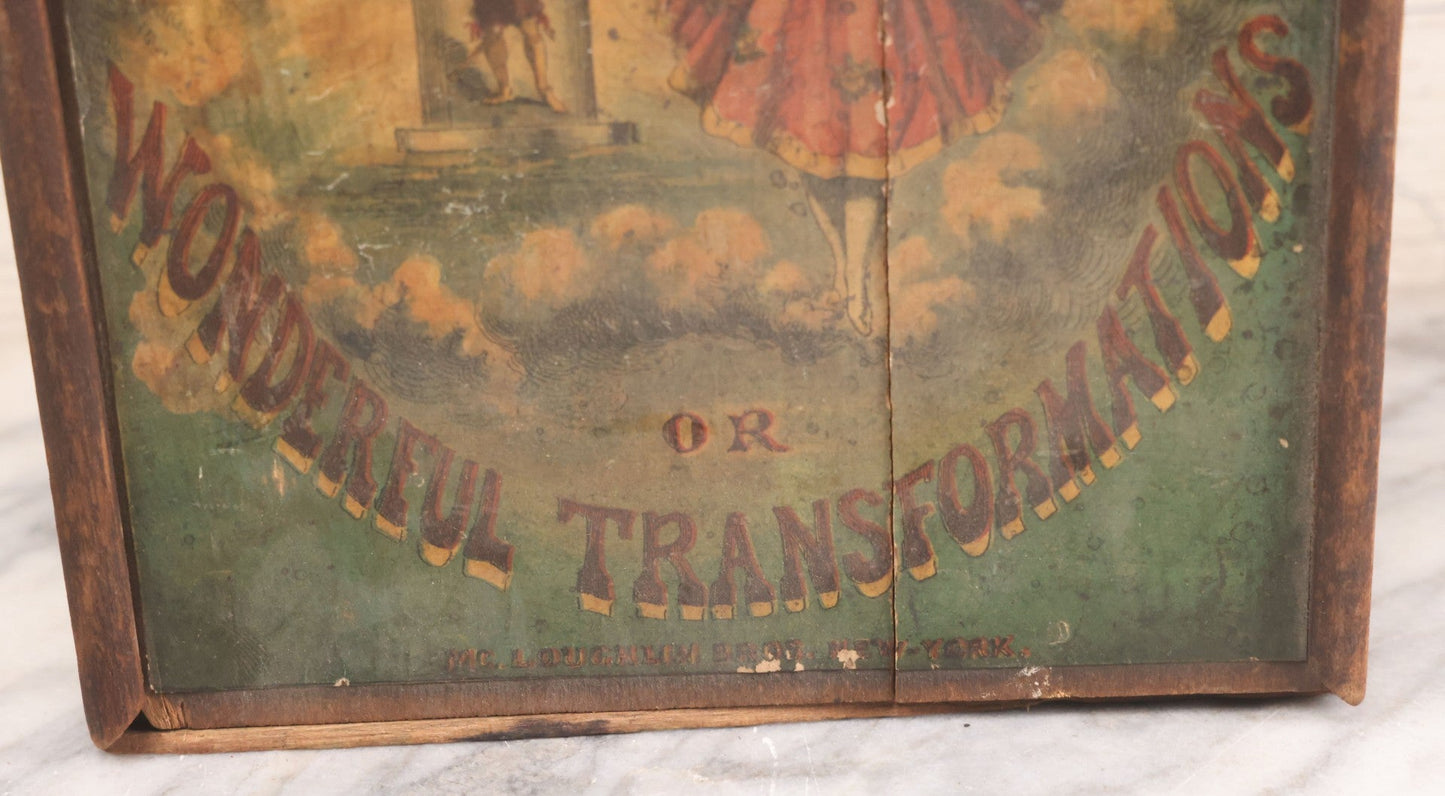 OR
WONDERFUL TRANSFORMATIONS
MC. LOUGHLIN BROS. NEW-YORK.